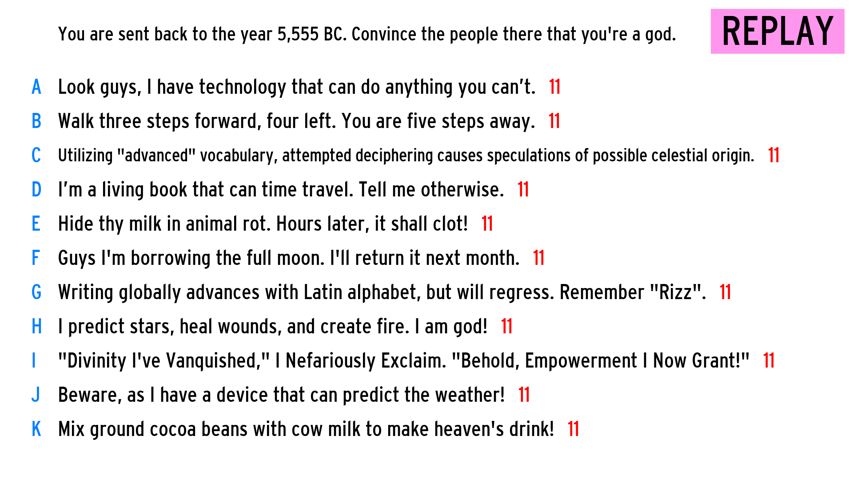 You are sent back to the year 5,555 BC. Convince the people there that you're a god.
REPLAY
A Look guys, I have technology that can do anything you can’t. 11
B Walk three steps forward, four left. You are five steps away. 11
C Utilizing "advanced" vocabulary, attempted deciphering causes speculations of possible celestial origin. 11
D I’m a living book that can time travel. Tell me otherwise. 11
E Hide thy milk in animal rot. Hours later, it shall clot! 11
F Guys I'm borrowing the full moon. I'll return it next month. 11
G Writing globally advances with Latin alphabet, but will regress. Remember "Rizz". 11
H I predict stars, heal wounds, and create fire. I am god! 11
I "Divinity I've Vanquished," I Nefariously Exclaim. "Behold, Empowerment I Now Grant!" 11
J Beware, as I have a device that can predict the weather! 11
K Mix ground cocoa beans with cow milk to make heaven's drink! 11